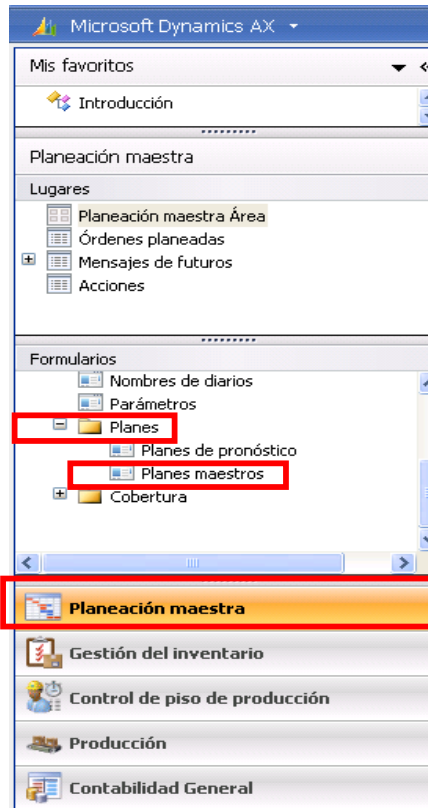 Microsoft Dynamics AX
Mis favoritos
Introducción
Planeación maestra
Lugares
Planeación maestra Área
Órdenes planeadas
Mensajes de futuros
Acciones
Formularios
Nombres de diarios
Parámetros
Planes
Planes de pronóstico
Planes maestros
Cobertura
Planeación maestra
Gestión del inventario
Control de piso de producción
Producción
Contabilidad General